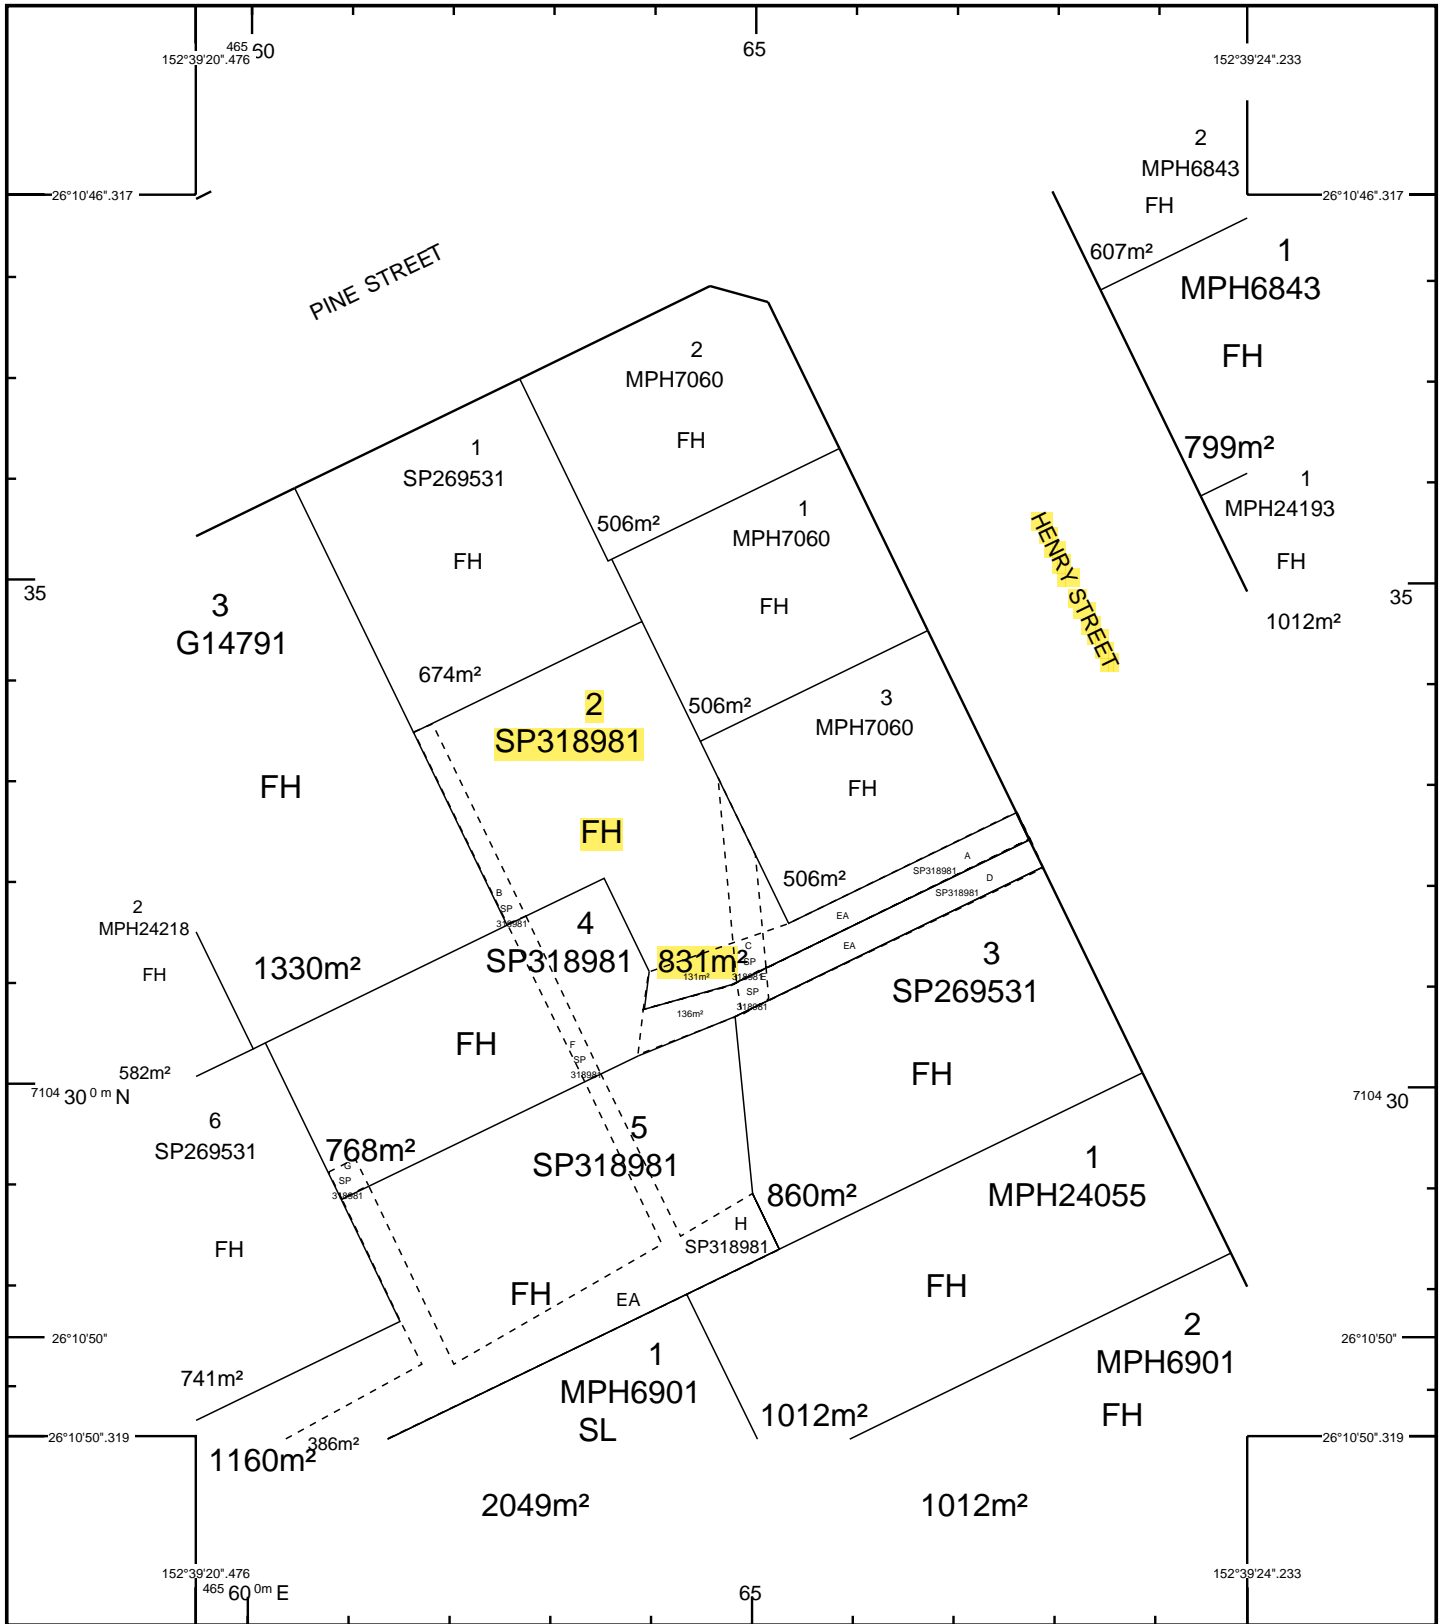 465 60
65
152°39'20".476
152°39'24".233
2
MPH6843
FH
607m²
26°10'46".317
26°10'46".317
PINE STREET
1
MPH6843
FH
799m²
2
MPH7060
FH
506m²
1
SP269531
FH
674m²
1
MPH7060
FH
506m²
1
MPH24193
FH
1012m²
HENRY STREET
35
35
3
G14791
FH
1330m²
2
SP318981
FH
831m²
3
MPH7060
FH
506m²
A
SP318981
EA
131m²
D
SP318981
EA
136m²
B
SP
318981
C
SP
318981
E
SP
318981
2
MPH24218
FH
582m²
4
SP318981
FH
768m²
3
SP269531
FH
860m²
F
SP
318981
7104 30 0 m N
7104 30
6
SP269531
FH
741m²
G
SP
318981
5
SP318981
FH
1160m²
H
SP318981
EA
386m²
1
MPH24055
FH
1012m²
26°10'50"
26°10'50"
1
MPH6901
SL
2049m²
2
MPH6901
FH
1012m²
26°10'50".319
26°10'50".319
152°39'20".476
152°39'24".233
465 60 0m E
65